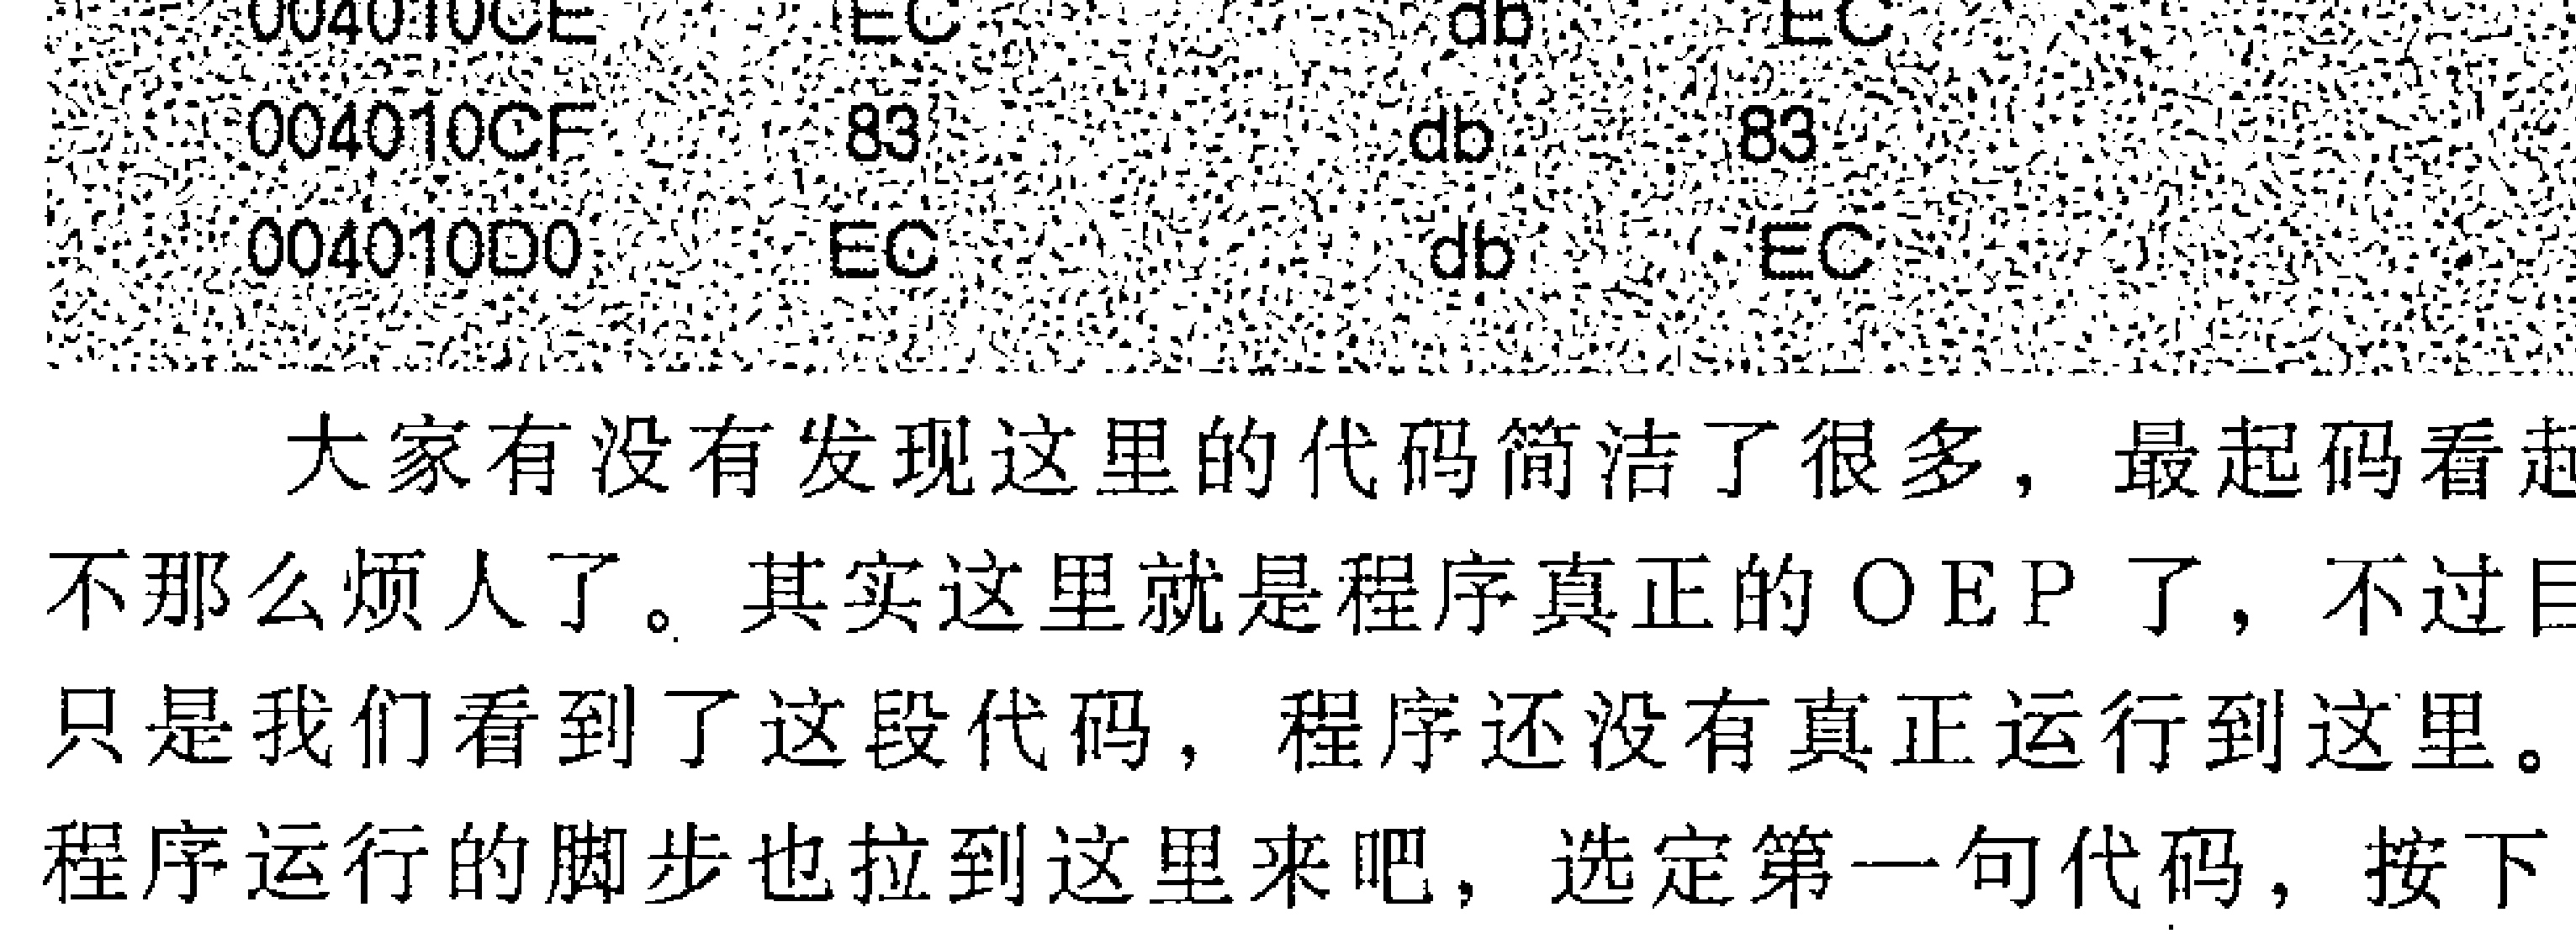 004010CE EC db EC
004010CF 83 db 83
004010D0 EC db EC
大家有没有发现这里的代码简洁了很多，最起码看起
不那么烦人了。其实这里就是程序真正的OEP了，不过目
只是我们看到了这段代码，程序还没有真正运行到这里。
程序运行的脚步也拉到这里来吧，选定第一句代码，按下